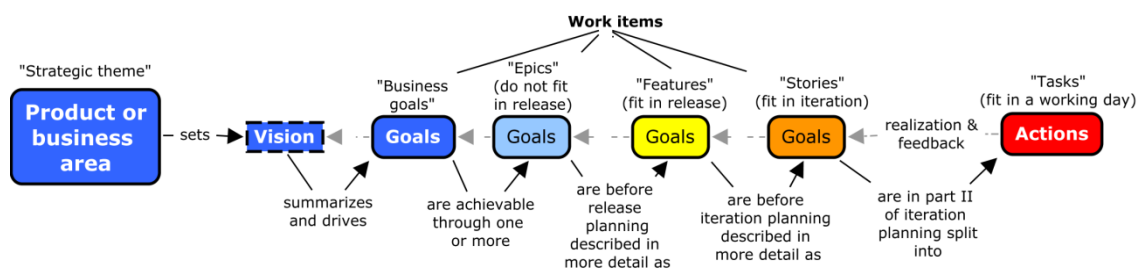 Work items
"Strategic theme"
Product or
business
area
sets
Vision
summarizes
and drives
"Business
goals"
Goals
are achievable
through one
or more
"Epics"
(do not fit
in release)
Goals
are before
release
planning
described in
more detail as
"Features"
(fit in release)
Goals
are before
iteration planning
described in
more detail as
"Stories"
(fit in iteration)
Goals
are in part II
of iteration
planning split
into
realization &
feedback
"Tasks"
(fit in a working day)
Actions